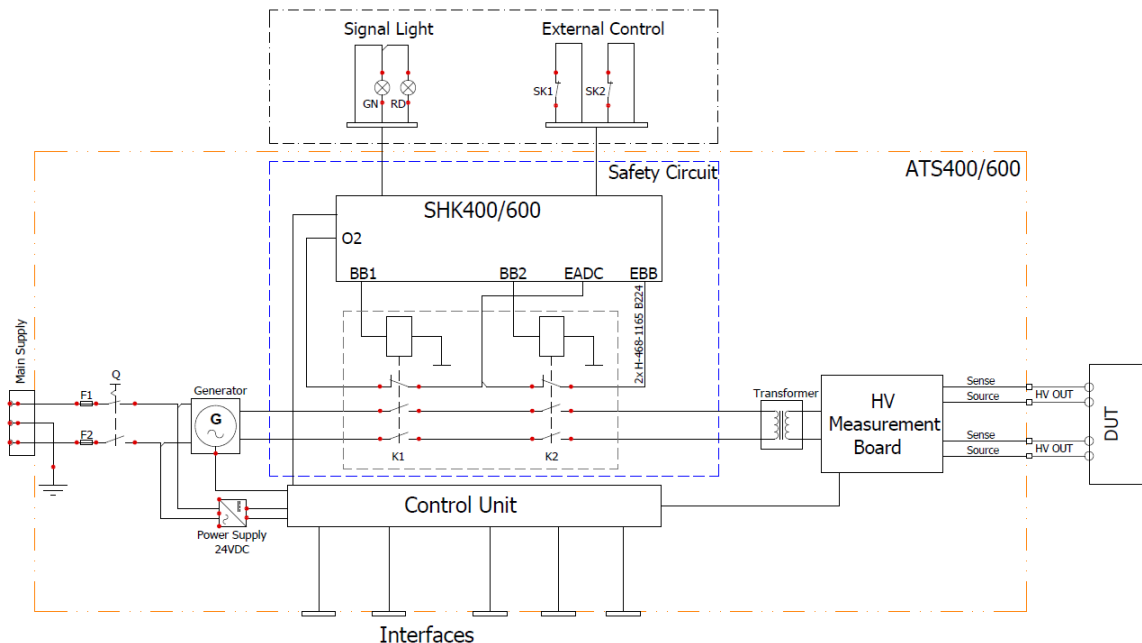 Signal Light
External Control
GN
RD
SK1
SK2
Safety Circuit
ATS400/600
SHK400/600
O2
BB1
BB2
EADC
EBB
2x H-468-1165 B224
Main Supply
F1
Q
F2
Generator
G
K1
K2
Transformer
HV
Measurement
Board
Sense
Source
HV OUT
Sense
Source
HV OUT
DUT
Power Supply
24VDC
Control Unit
Interfaces